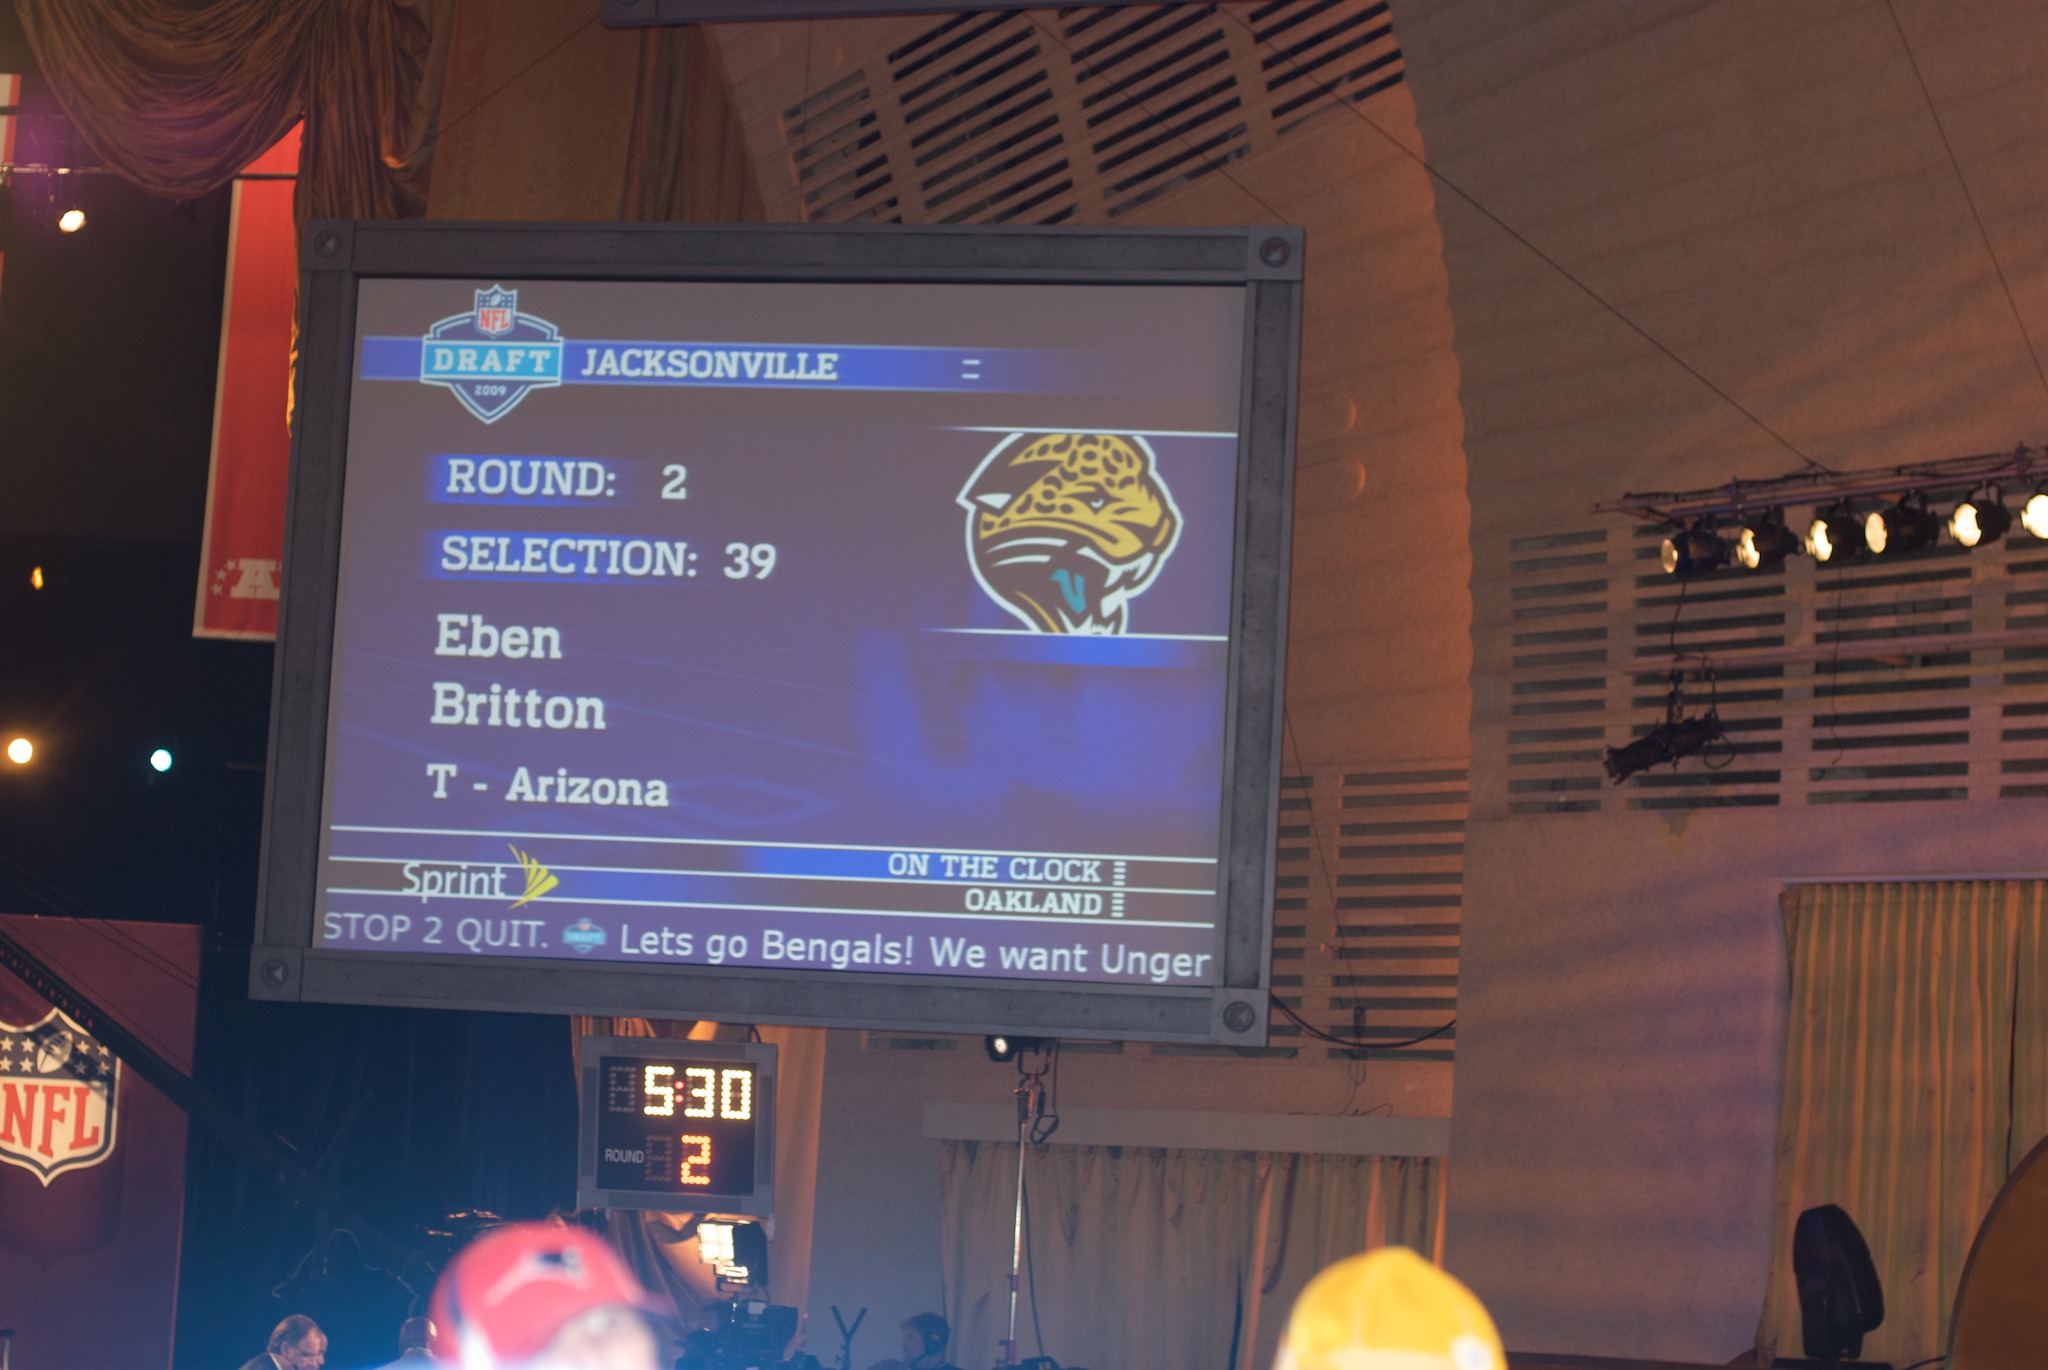 NFL
DRAFT
2009
JACKSONVILLE
ROUND: 2
SELECTION: 39
Eben
Britton
T - Arizona
Sprint
ON THE CLOCK
OAKLAND
STOP 2 QUIT. DRAFT Lets go Bengals! We want Unger
A
NFL
5:30
ROUND 2